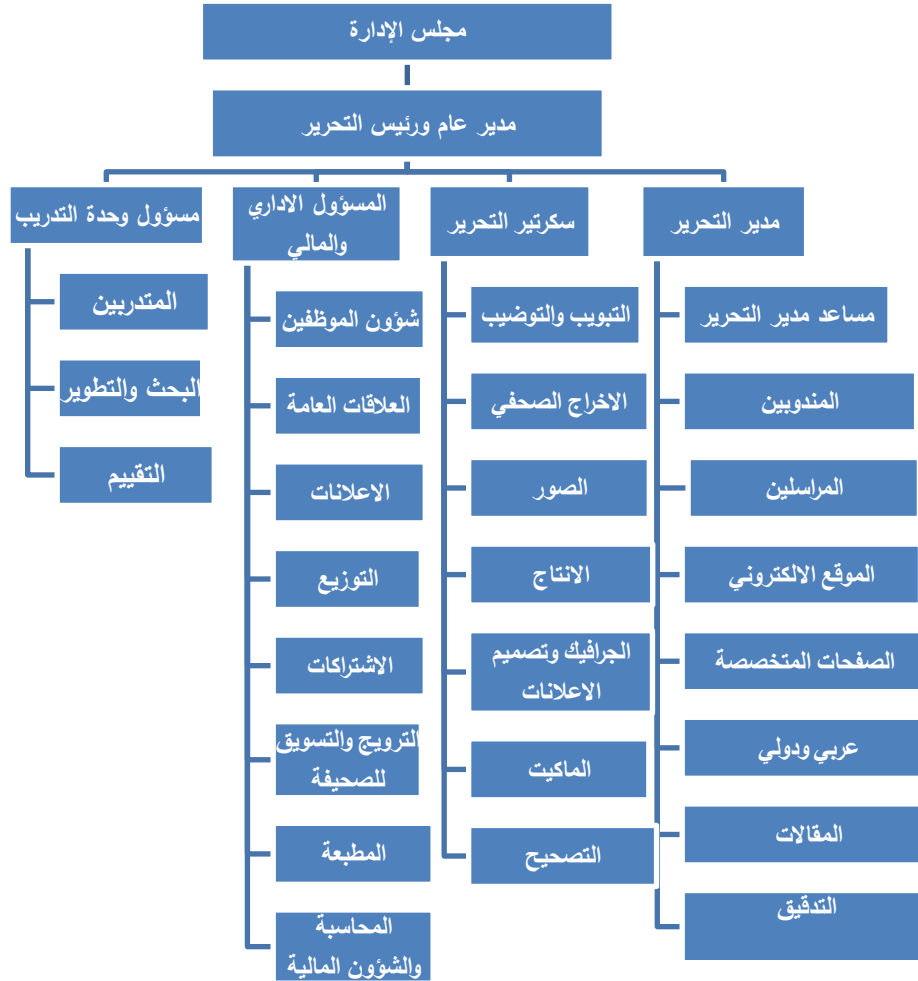 مجلس الإدارة
مدير عام ورئيس التحرير
مدير التحرير
مساعد مدير التحرير
المندوبين
المراسلين
الموقع الالكتروني
الصفحات المتخصصة
عربي ودولي
المقالات
التدقيق
سكرتير التحرير
التبويب والتوضيب
الاخراج الصحفي
الصور
الانتاج
الجرافيك وتصميم
الاعلانات
الماكيت
التصحيح
المسؤول الاداري
والمالي
شؤون الموظفين
العلاقات العامة
الاعلانات
التوزيع
الاشتراكات
الترويج والتسويق
للصحيفة
المطبعة
المحاسبة
والشؤون المالية
مسؤول وحدة التدريب
المتدربين
البحث والتطوير
التقييم